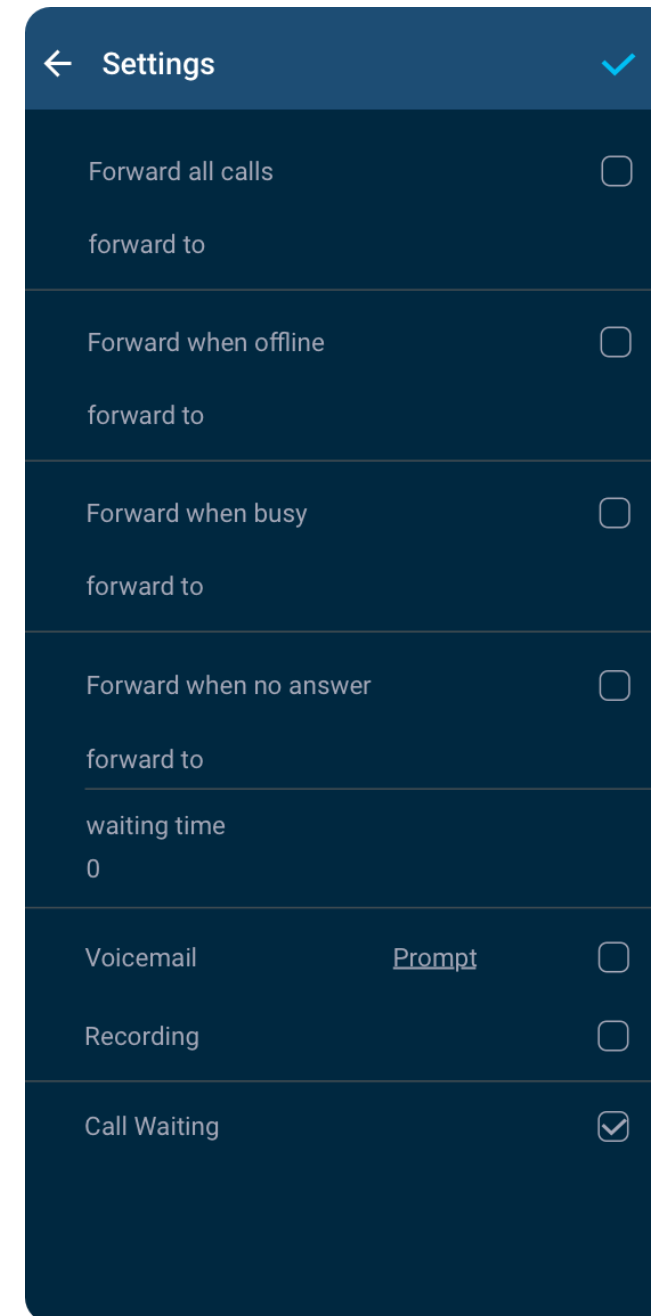 Settings
Forward all calls
forward to
Forward when offline
forward to
Forward when busy
forward to
Forward when no answer
forward to
waiting time
0
Voicemail Prompt
Recording
Call Waiting